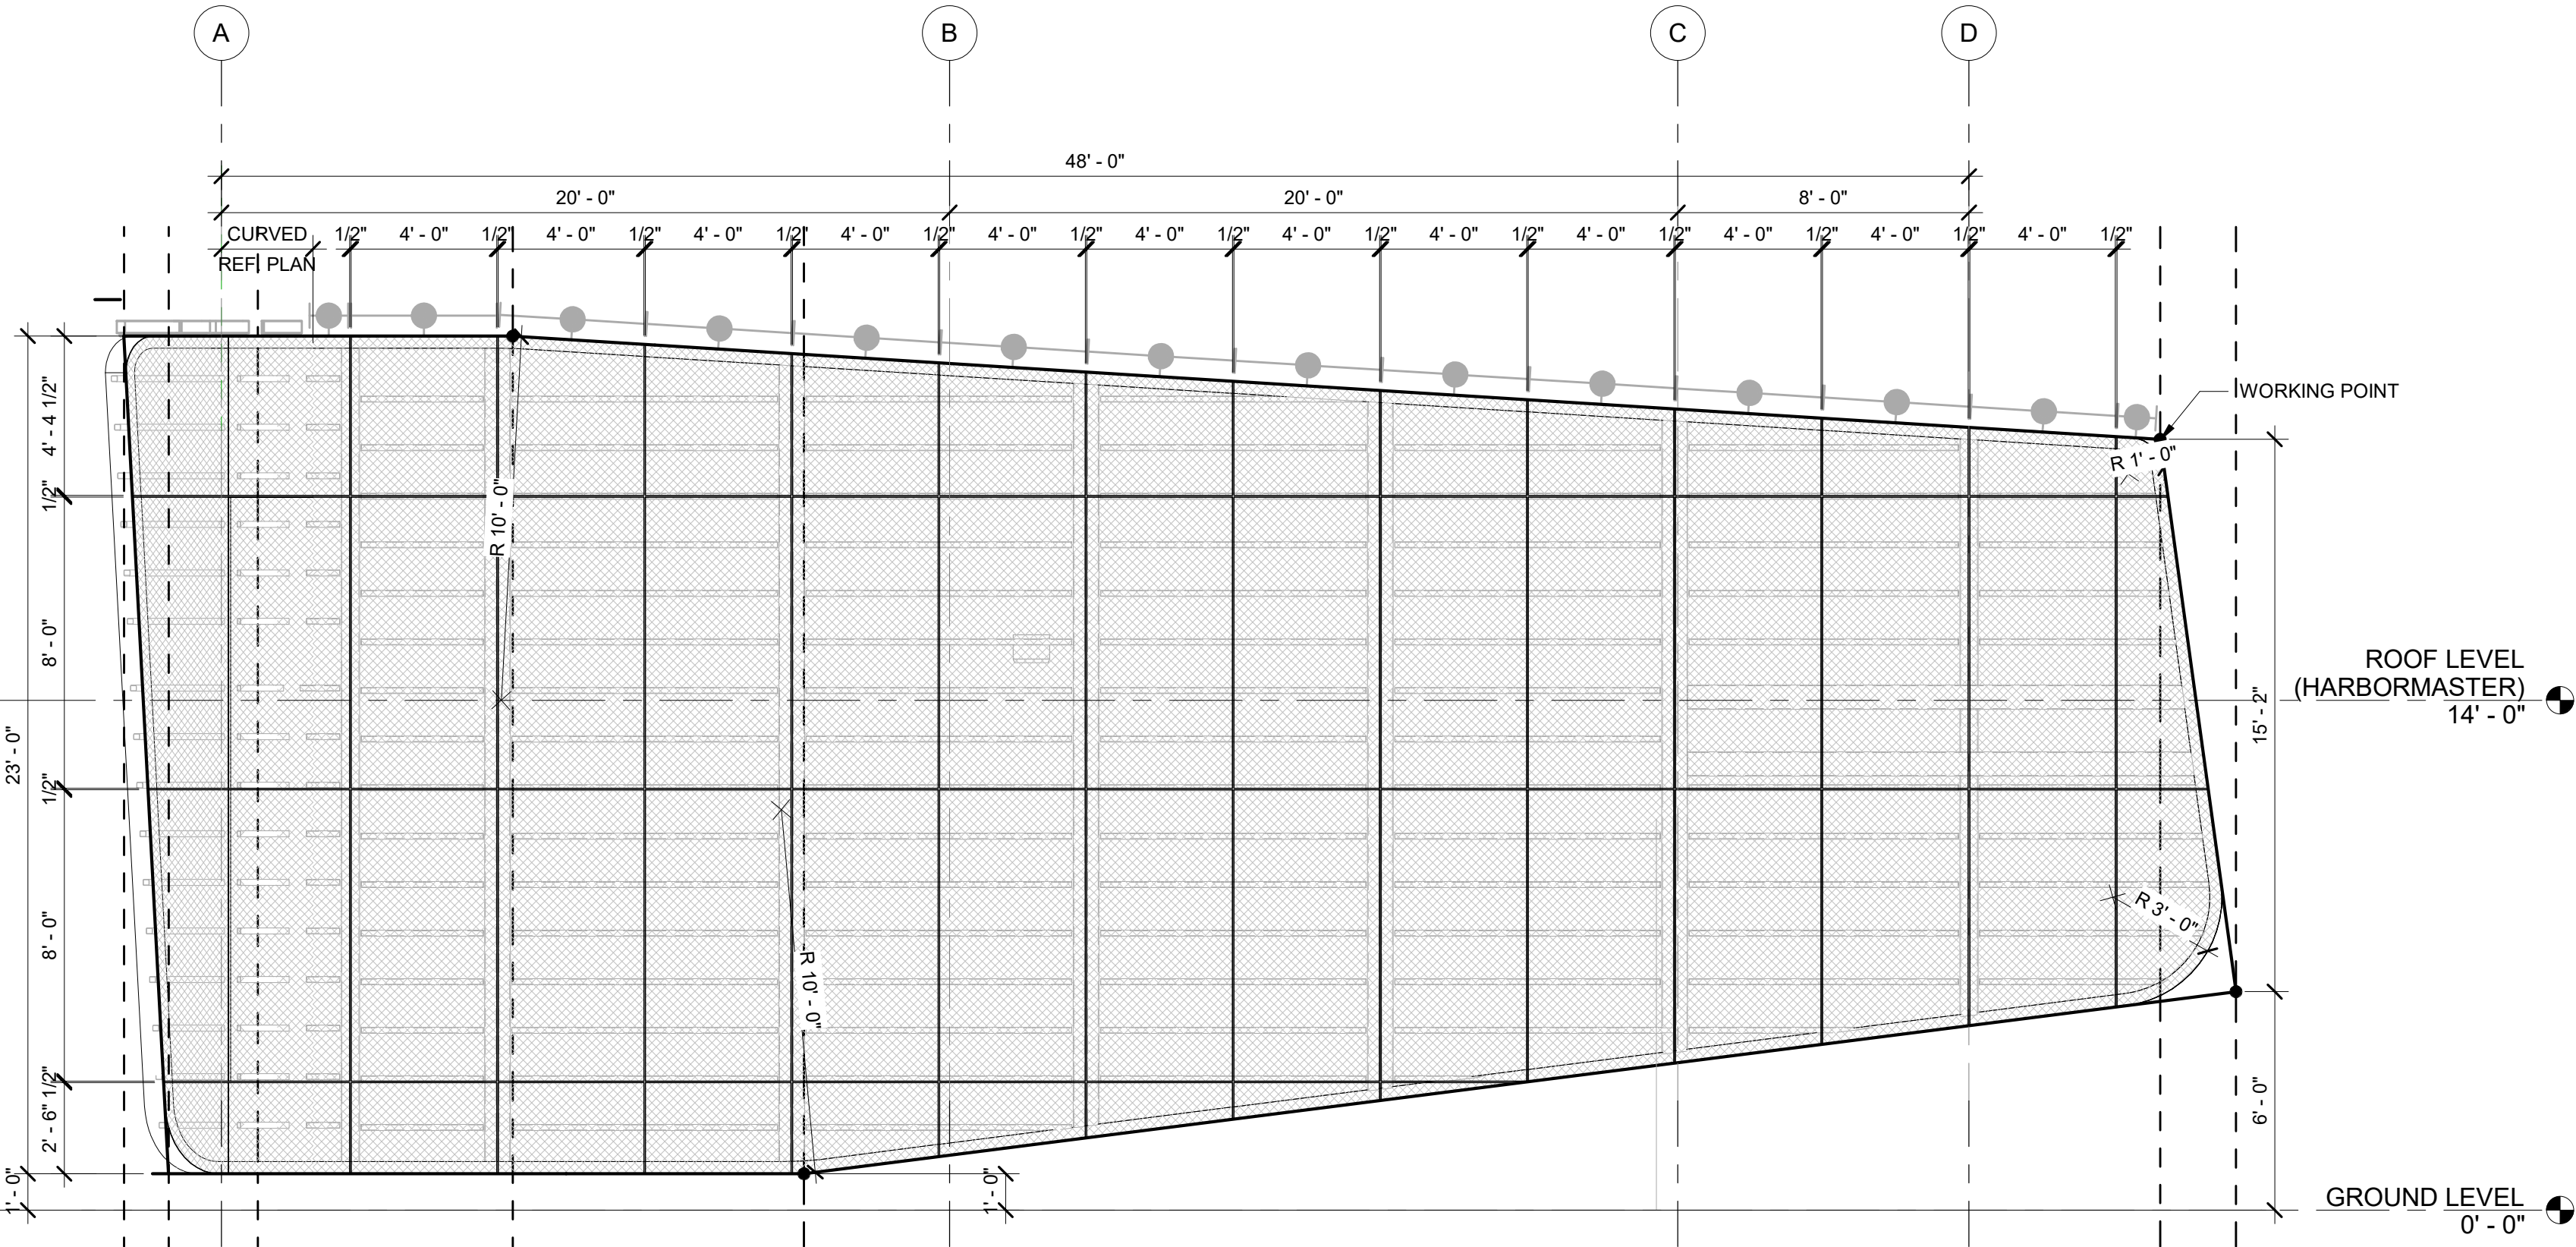 A
B
C
D
48' - 0"
20' - 0"
20' - 0"
8' - 0"
CURVED
REF. PLAN
1/2"
4' - 0"
1/2"
4' - 0"
1/2"
4' - 0"
1/2"
4' - 0"
1/2"
4' - 0"
1/2"
4' - 0"
1/2"
4' - 0"
1/2"
4' - 0"
1/2"
4' - 0"
1/2"
4' - 0"
1/2"
4' - 0"
1/2"
4' - 0"
1/2"
WORKING POINT
4' - 4 1/2"
1/2"
8' - 0"
1/2"
8' - 0"
1/2"
2' - 6"
23' - 0"
1' - 0"
R 10' - 0"
R 10' - 0"
R 1' - 0"
R 3' - 0"
1' - 0"
15' - 2"
6' - 0"
ROOF LEVEL
(HARBORMASTER)
14' - 0"
GROUND LEVEL
0' - 0"